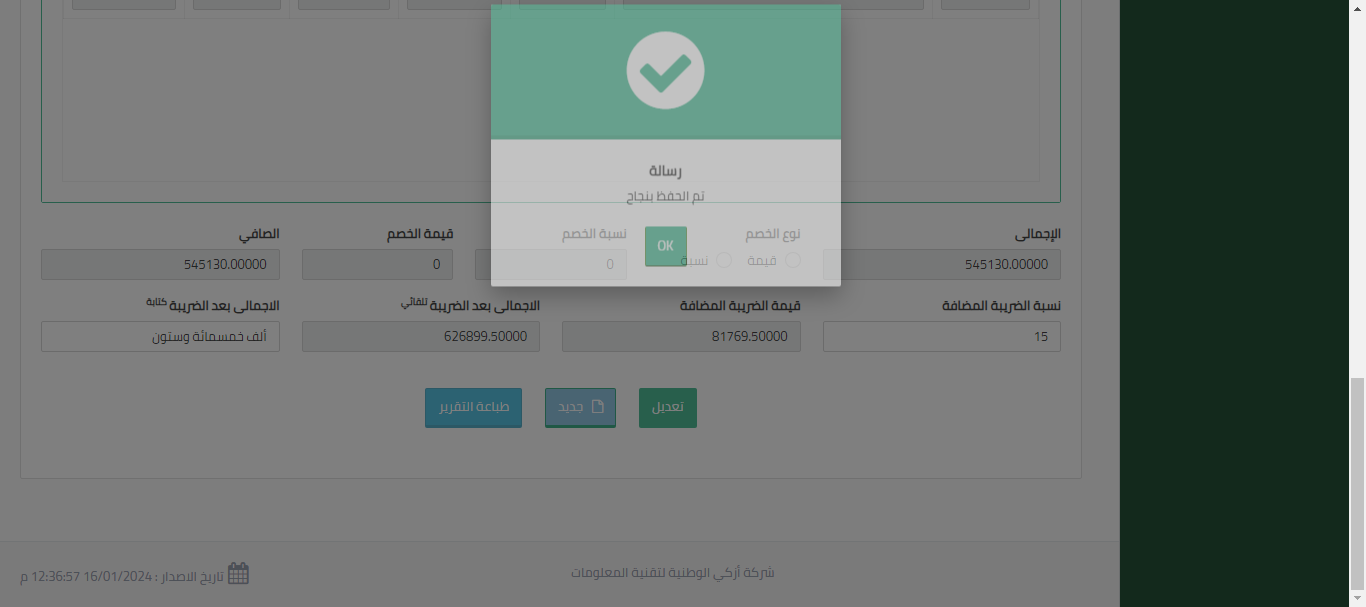 رسالة
تم الحفظ بنجاح
OK
الإجمالى
نوع الخصم
نسبة الخصم
قيمة الخصم
الصافي
545130.00000
قيمة
نسبة
0
0
545130.00000
نسبة الضريبة المضافة
قيمة الضريبة المضافة
الاجمالى بعد الضريبة تلقائي
الاجمالى بعد الضريبة كتابة
15
81769.50000
626899.50000
ألف خمسمائة وستون
تعديل
جديد
طباعة التقرير
شركة أزكي الوطنية لتقنية المعلومات
تاريخ الاصدار : 16/01/2024 12:36:57 م